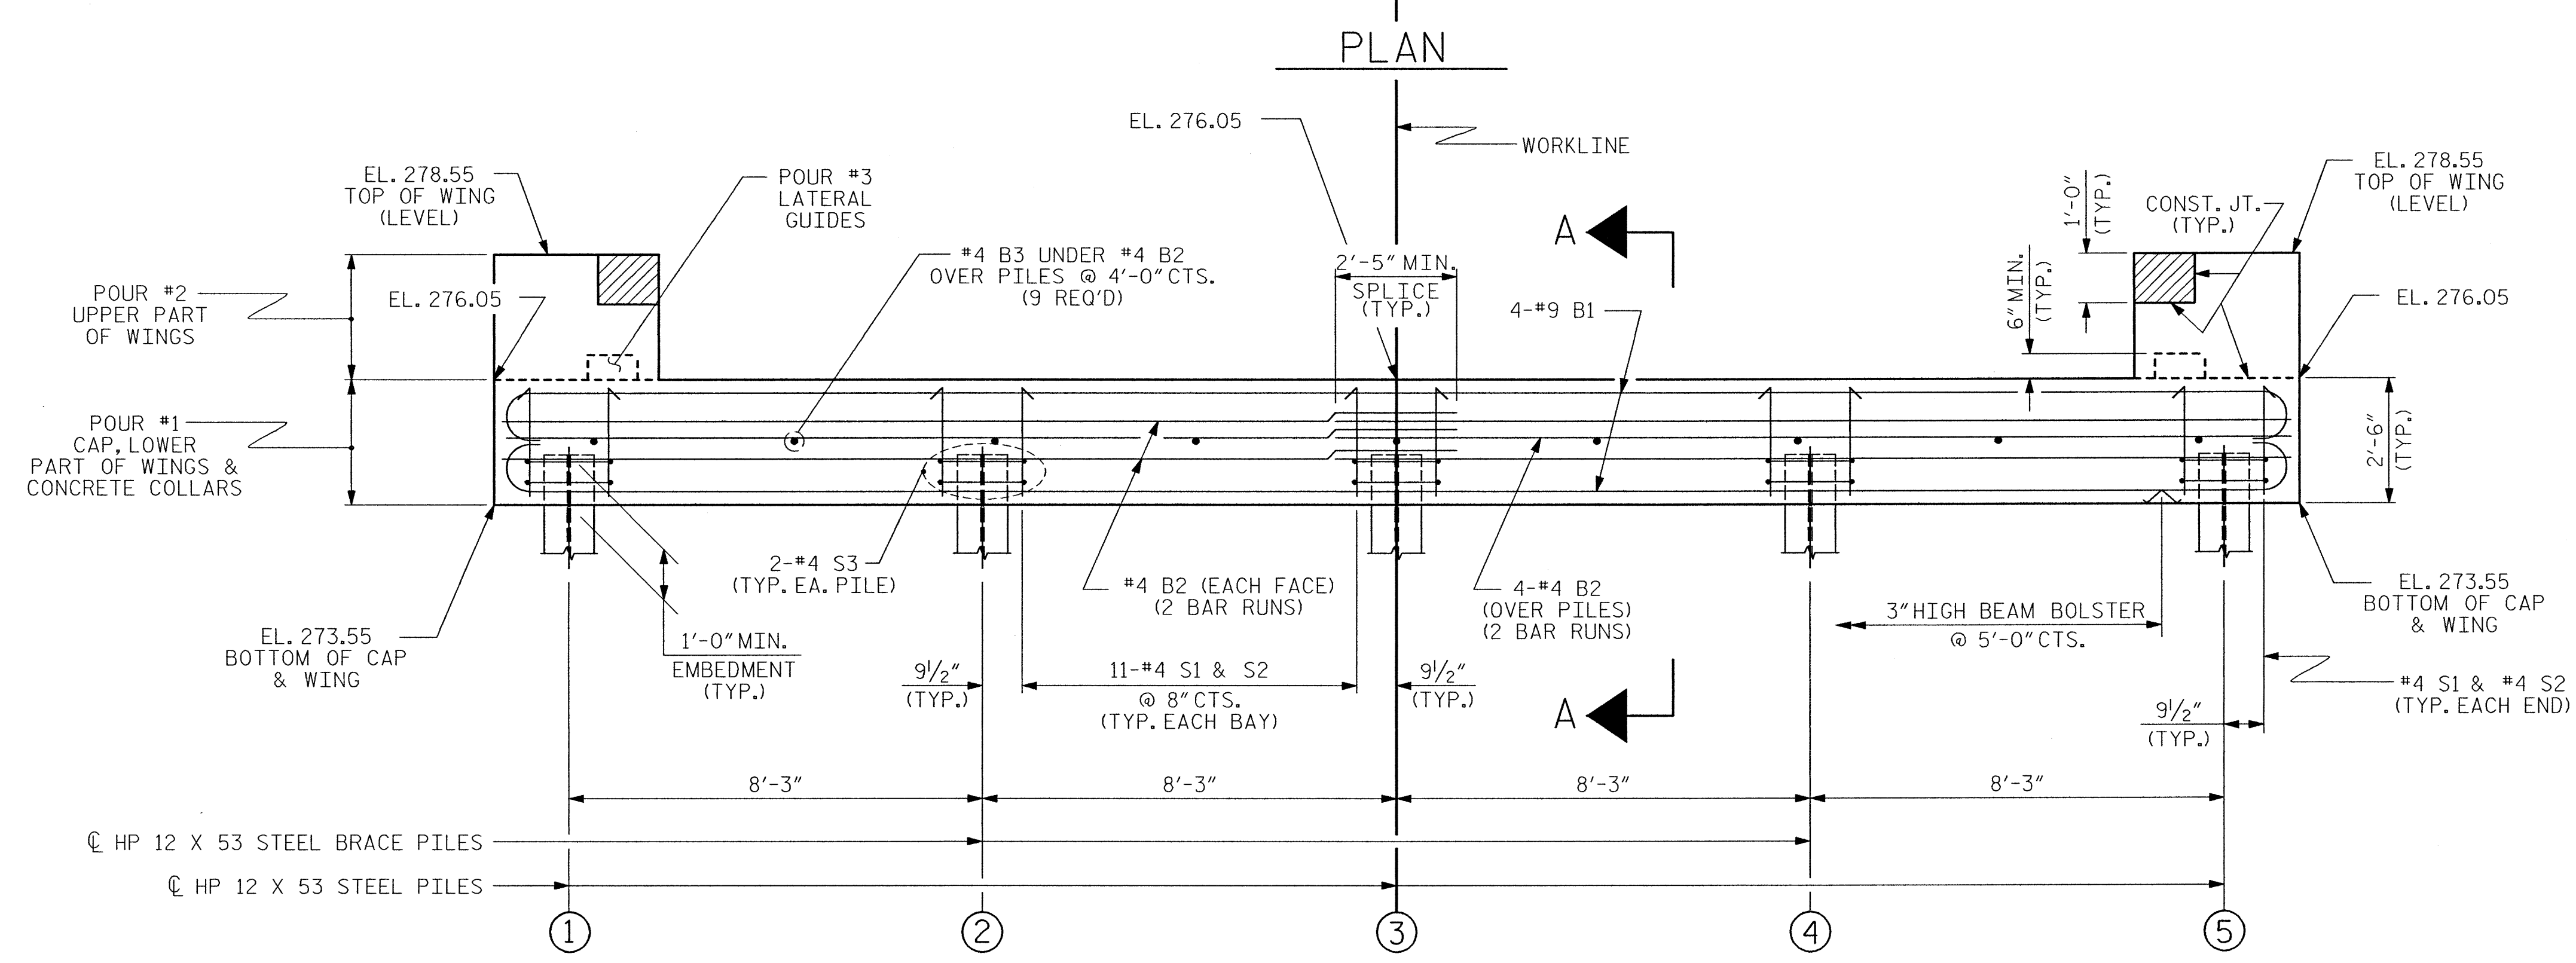 PLAN
EL. 276.05
WORKLINE
EL. 278.55
TOP OF WING
(LEVEL)
POUR #3
LATERAL
GUIDES
EL. 278.55
TOP OF WING
(LEVEL)
1'-0"
(TYP.)
CONST. JT.
(TYP.)
A
#4 B3 UNDER #4 B2
OVER PILES @ 4'-0" CTS.
(9 REQ'D)
2'-5" MIN.
SPLICE
(TYP.)
6" MIN.
(TYP.)
POUR #2
UPPER PART
OF WINGS
EL. 276.05
4-#9 B1
EL. 276.05
POUR #1
CAP, LOWER
PART OF WINGS &
CONCRETE COLLARS
2'-6"
(TYP.)
2-#4 S3
(TYP. EA. PILE)
#4 B2 (EACH FACE)
(2 BAR RUNS)
4-#4 B2
(OVER PILES)
(2 BAR RUNS)
3" HIGH BEAM BOLSTER
@ 5'-0" CTS.
EL. 273.55
BOTTOM OF CAP
& WING
EL. 273.55
BOTTOM OF CAP
& WING
1'-0" MIN.
EMBEDMENT
(TYP.)
9½"
(TYP.)
11-#4 S1 & S2
@ 8" CTS.
(TYP. EACH BAY)
9½"
(TYP.)
A
9½"
(TYP.)
#4 S1 & #4 S2
(TYP. EACH END)
8'-3"
8'-3"
8'-3"
8'-3"
℄ HP 12 X 53 STEEL BRACE PILES
℄ HP 12 X 53 STEEL PILES
1
2
3
4
5